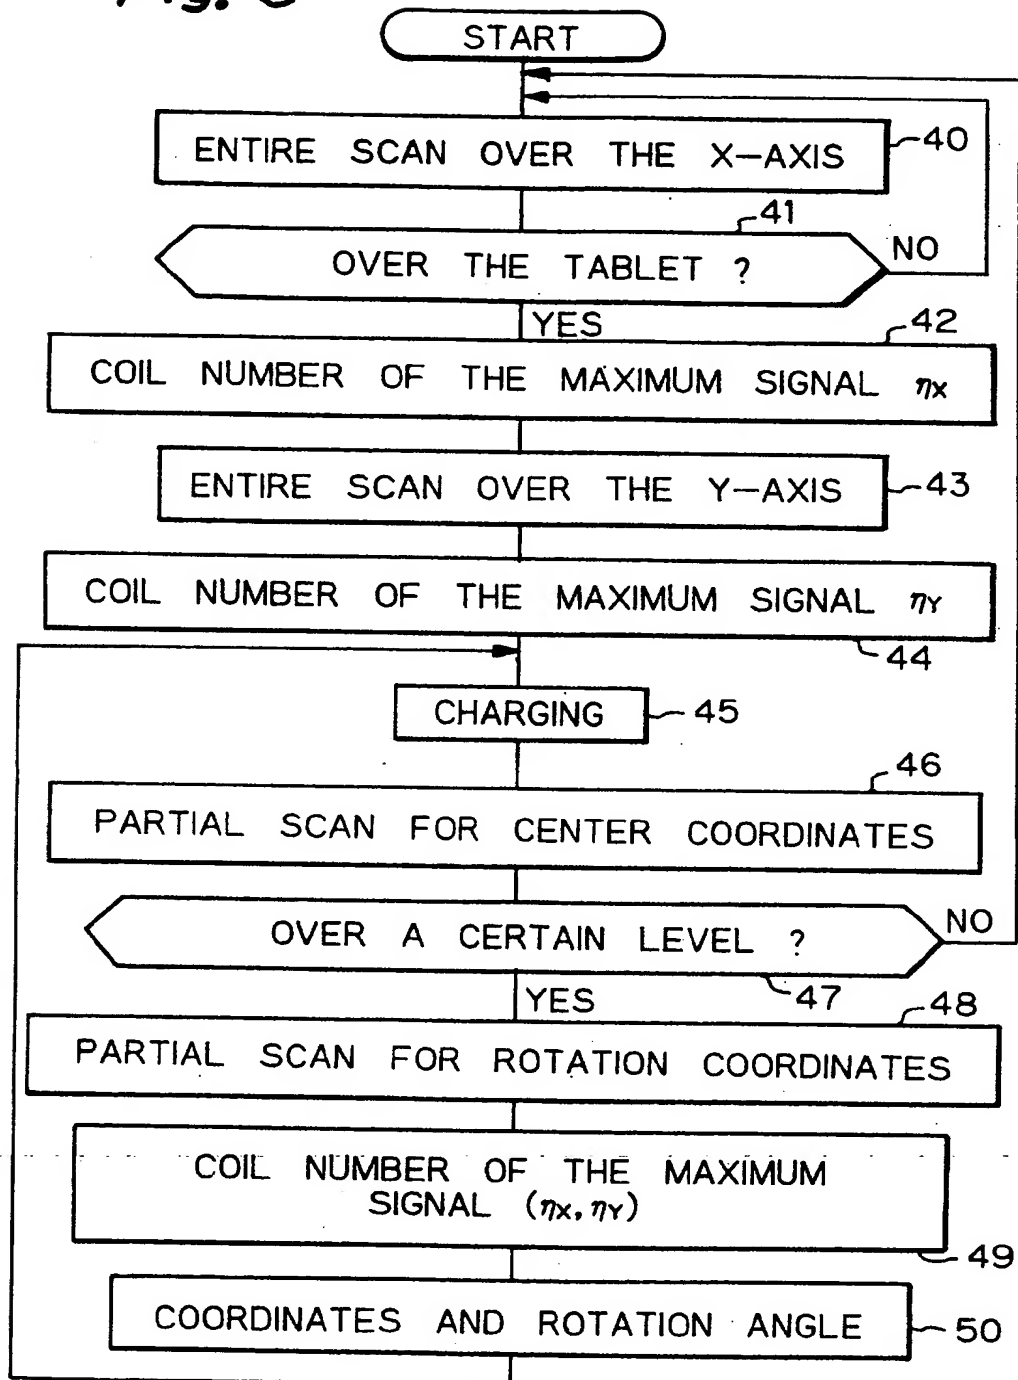 START
ENTIRE SCAN OVER THE X-AXIS
40
41
OVER THE TABLET ?
NO
YES
42
COIL NUMBER OF THE MAXIMUM SIGNAL ηX
ENTIRE SCAN OVER THE Y-AXIS
43
COIL NUMBER OF THE MAXIMUM SIGNAL ηY
44
CHARGING
45
46
PARTIAL SCAN FOR CENTER COORDINATES
OVER A CERTAIN LEVEL ?
NO
47
YES
48
PARTIAL SCAN FOR ROTATION COORDINATES
COIL NUMBER OF THE MAXIMUM
SIGNAL (ηX, ηY)
49
COORDINATES AND ROTATION ANGLE
50